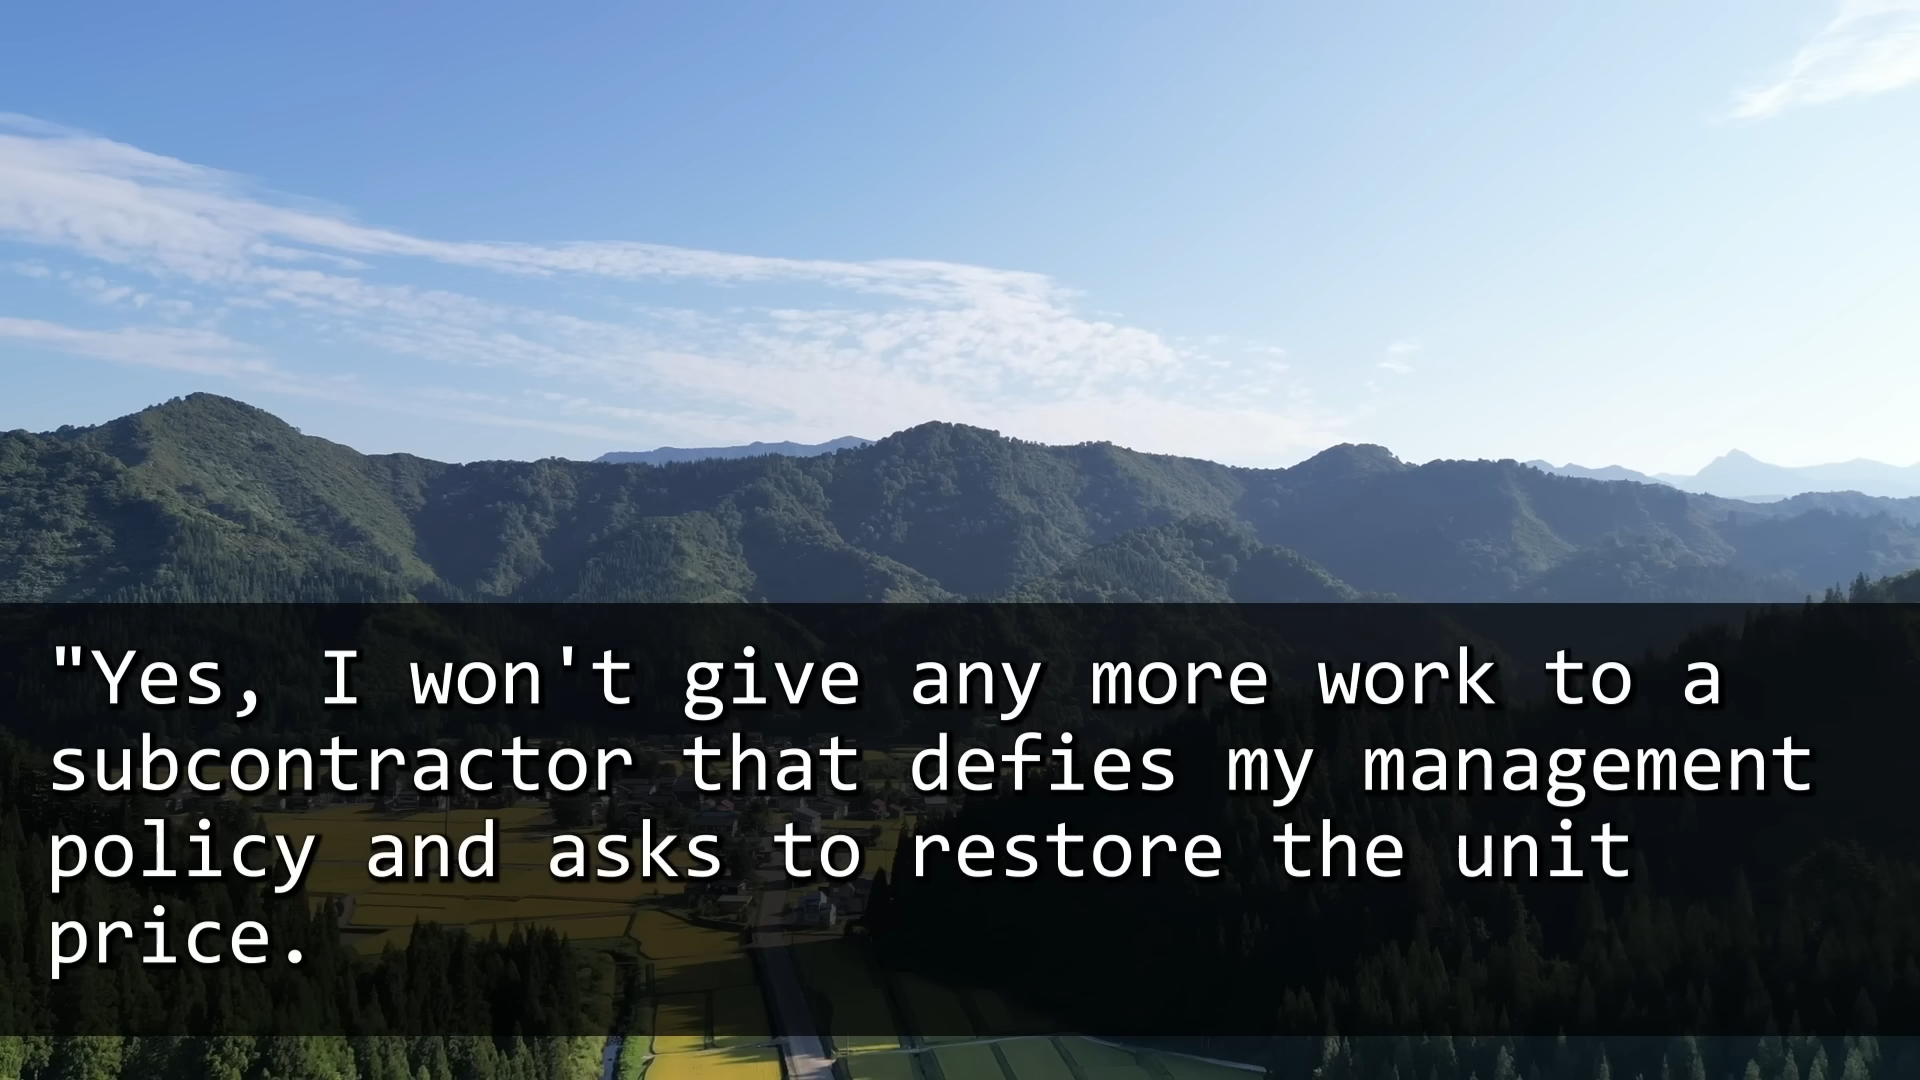 "Yes, I won't give any more work to a
subcontractor that defies my management
policy and asks to restore the unit
price.